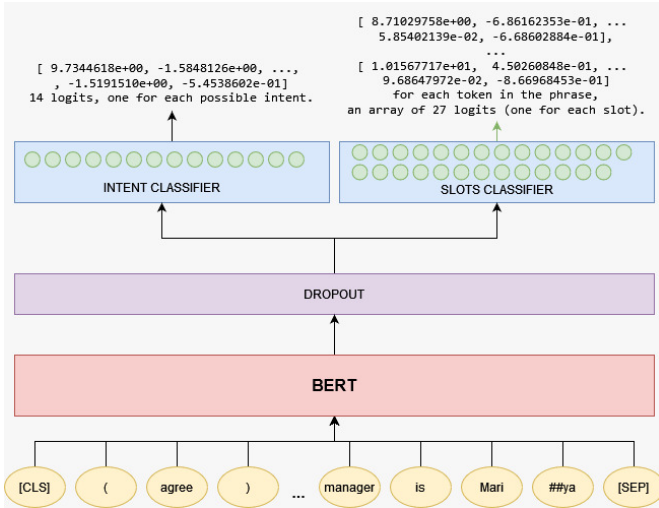 [ 9.7344618e+00, -1.5848126e+00, ...,
, -1.5191510e+00, -5.4538602e-01]
14 logits, one for each possible intent.
[ 8.71029758e+00, -6.86162353e-01, ...
5.85402139e-02, -6.68602884e-01],
...
[ 1.01567717e+01, 4.50260848e-01, ...
9.68647972e-02, -8.66968453e-01]
for each token in the phrase,
an array of 27 logits (one for each slot).
INTENT CLASSIFIER
SLOTS CLASSIFIER
DROPOUT
BERT
[CLS] ( agree ) ... manager is Mari ##ya [SEP]